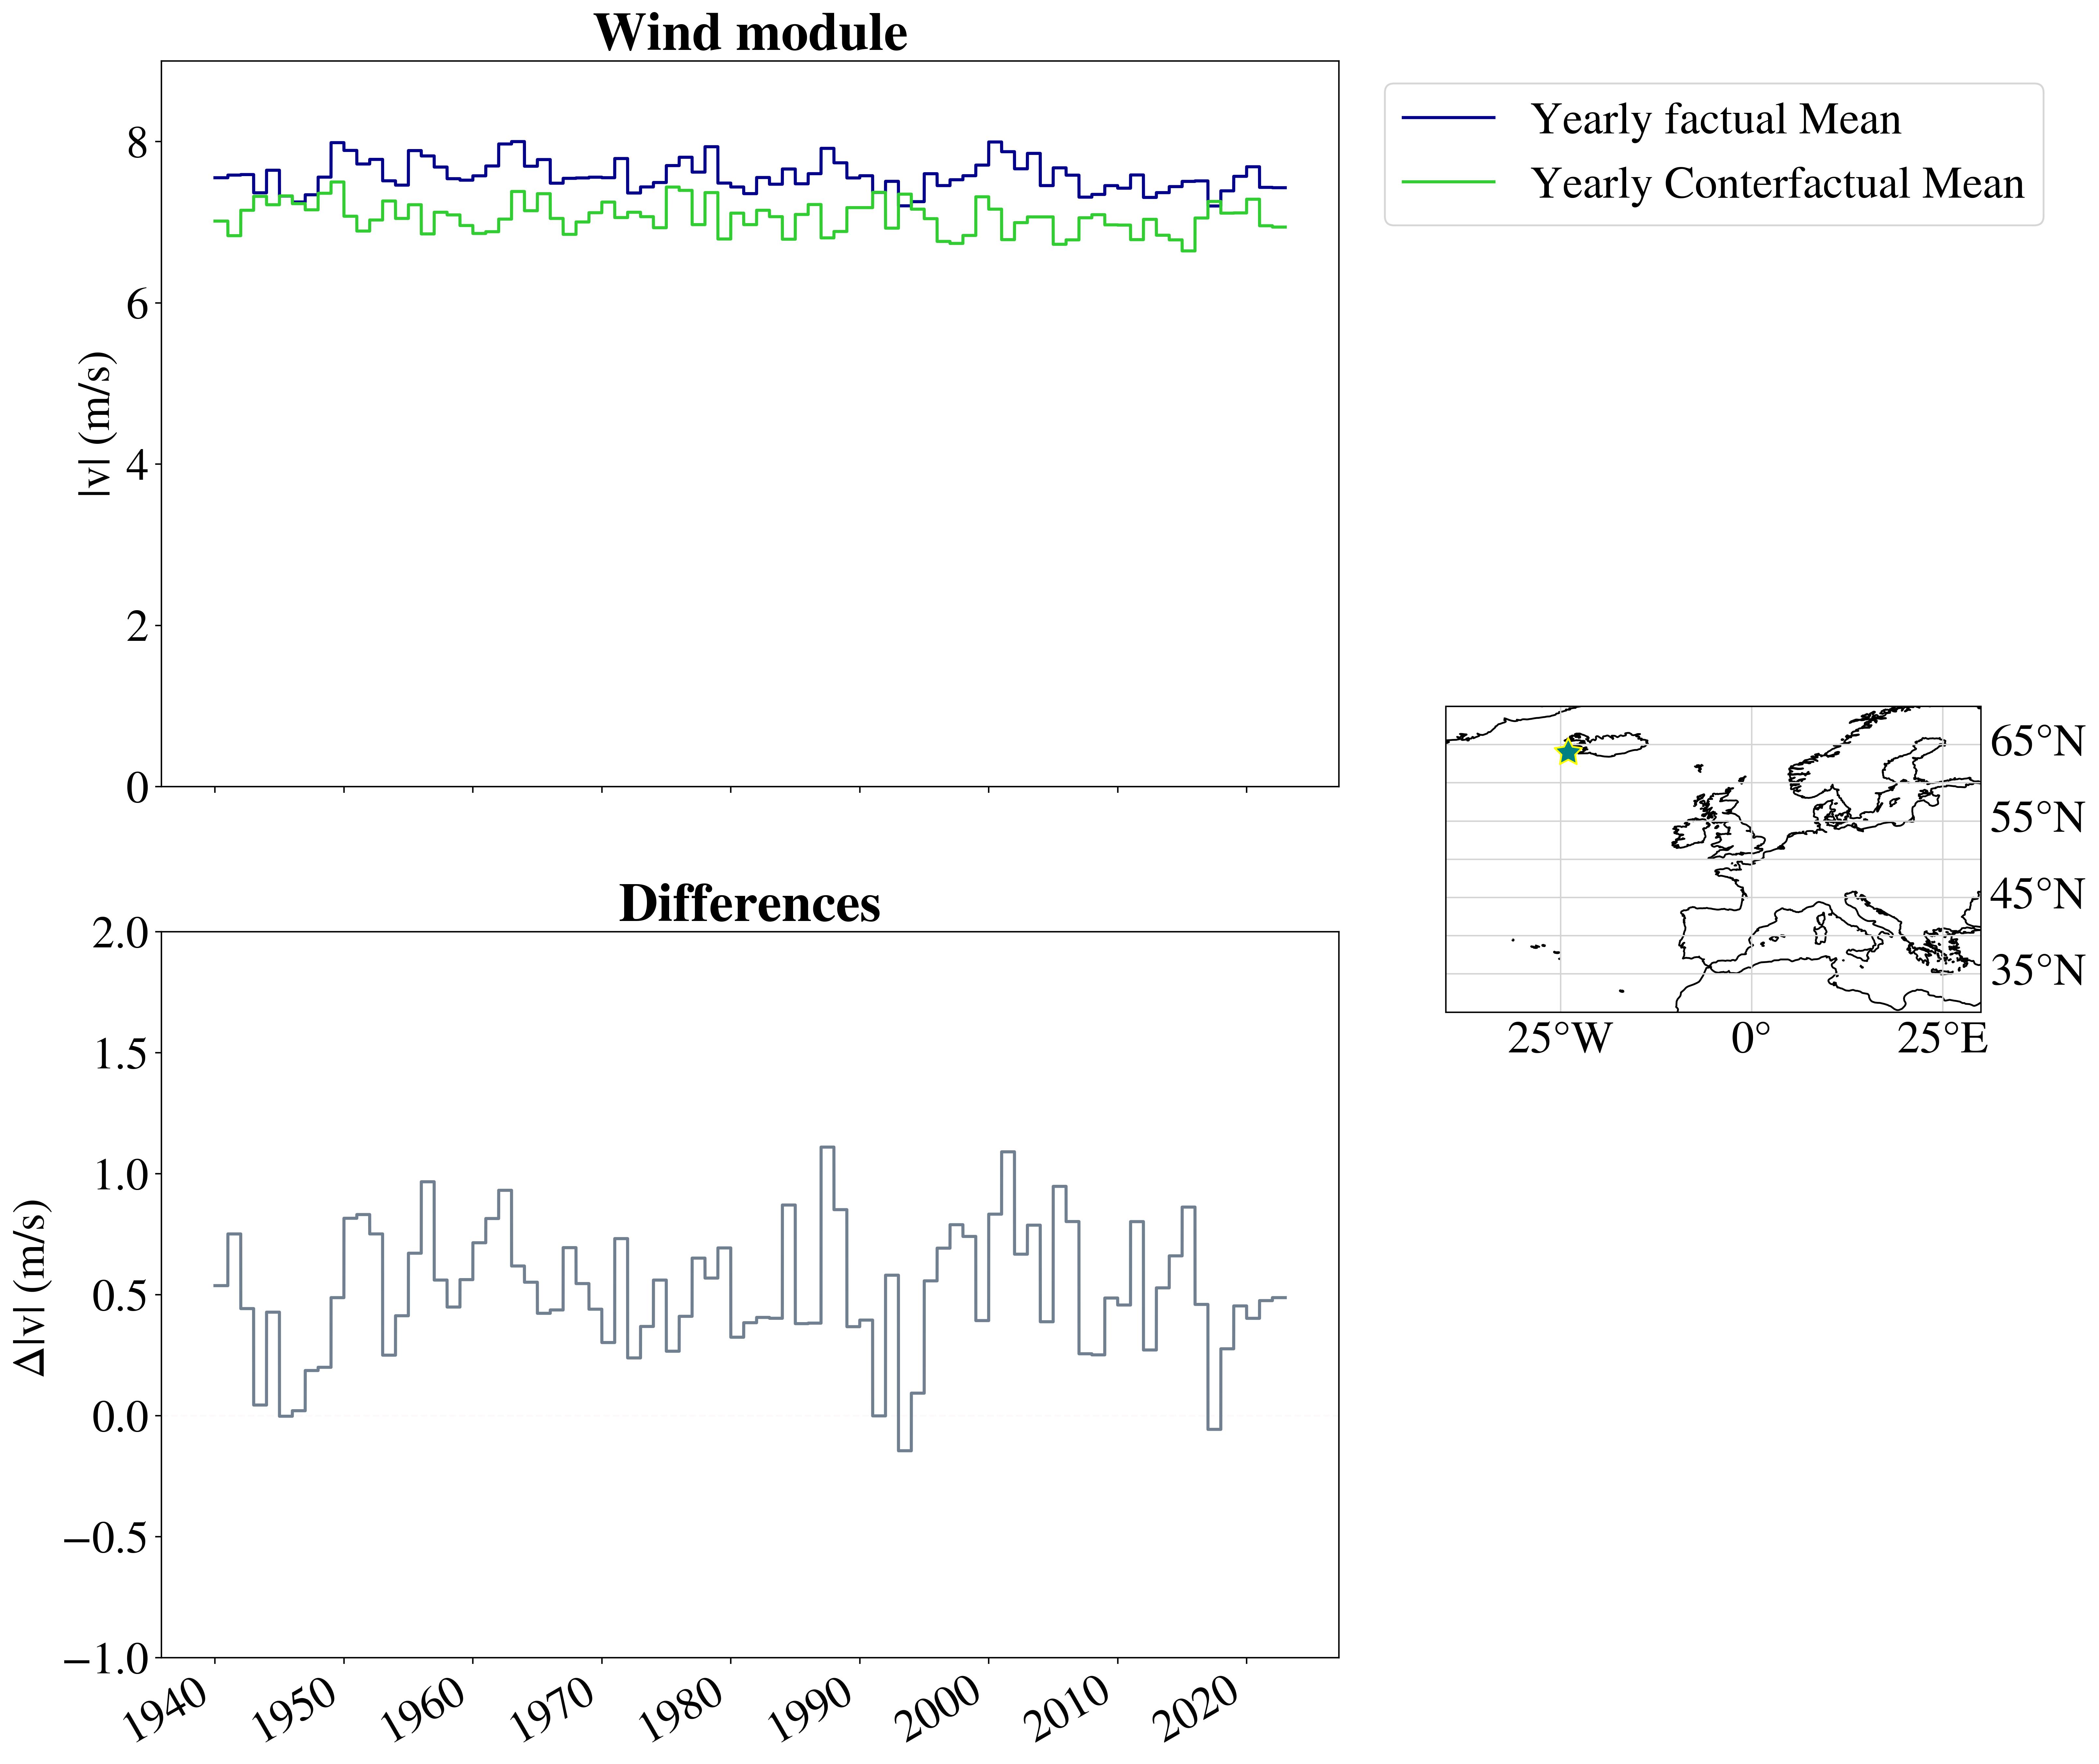 Wind module
8
6
4
2
0
|v| (m/s)
Yearly factual Mean
Yearly Conterfactual Mean
65°N
55°N
45°N
35°N
25°W 0° 25°E
Differences
2.0
1.5
1.0
0.5
0.0
−0.5
−1.0
Δ|v| (m/s)
1940 1950 1960 1970 1980 1990 2000 2010 2020